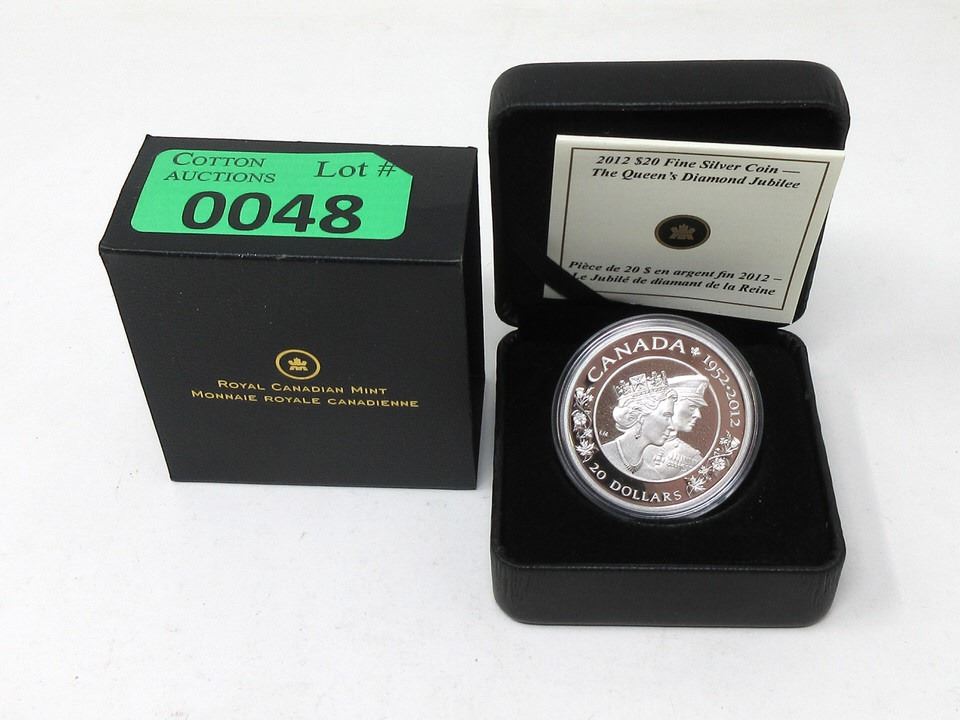 COTTON AUCTIONS Lot #
0048
ROYAL CANADIAN MINT
MONNAIE ROYALE CANADIENNE
2012 $20 Fine Silver Coin —
The Queen's Diamond Jubilee
Pièce de 20 $ en argent fin 2012 –
Le Jubilé de diamant de la Reine
CANADA 1952·2012
20 DOLLARS